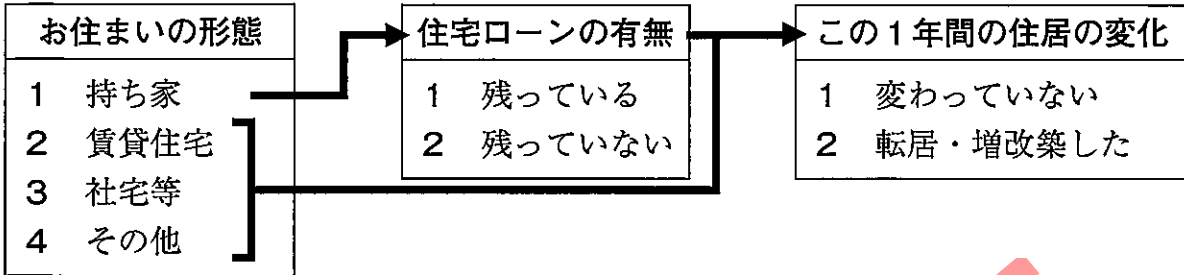 お住まいの形態
1 持ち家
2 賃貸住宅
3 社宅等
4 その他
住宅ローンの有無
1 残っている
2 残っていない
この1年間の住居の変化
1 変わっていない
2 転居・増改築した